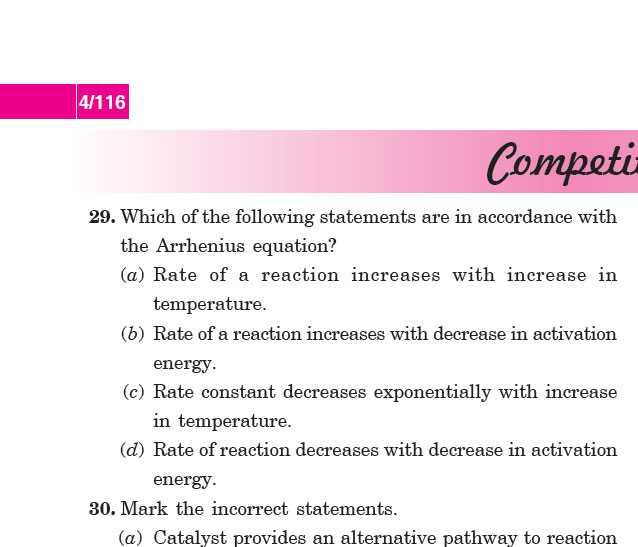 4/116
29. Which of the following statements are in accordance with
the Arrhenius equation?
(a) Rate of a reaction increases with increase in
temperature.
(b) Rate of a reaction increases with decrease in activation
energy.
(c) Rate constant decreases exponentially with increase
in temperature.
(d) Rate of reaction decreases with decrease in activation
energy.
30. Mark the incorrect statements.
(a) Catalyst provides an alternative pathway to reaction